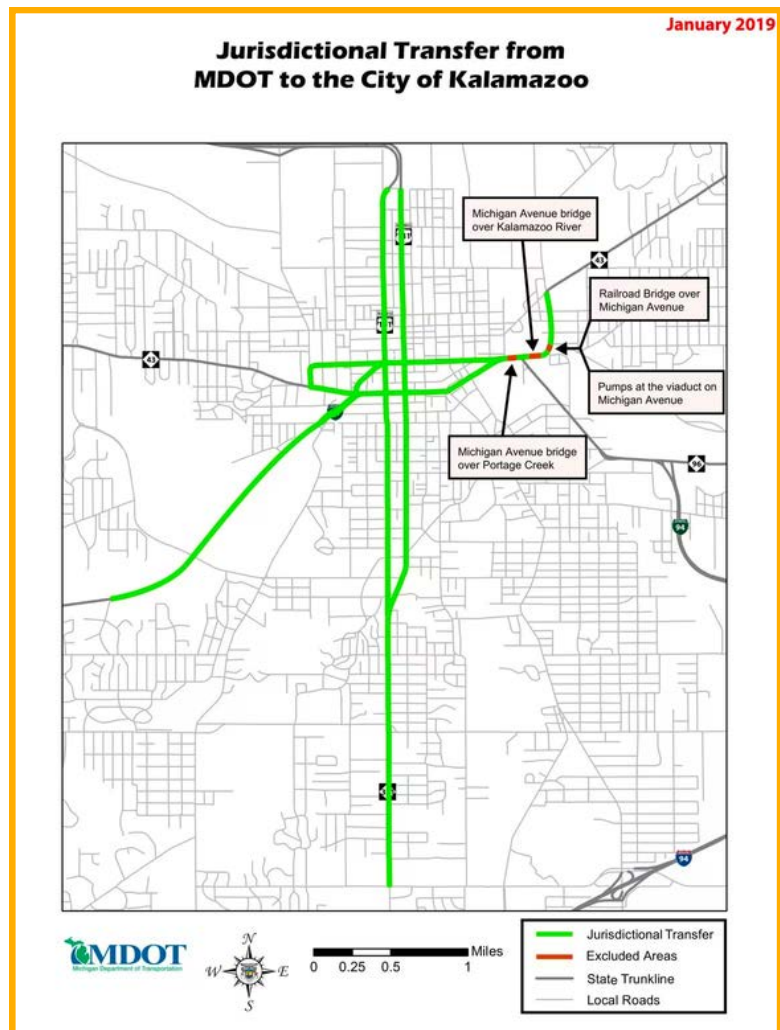 January 2019
Jurisdictional Transfer from
MDOT to the City of Kalamazoo
Michigan Avenue bridge
over Kalamazoo River
43
Railroad Bridge over
Michigan Avenue
43
Pumps at the viaduct on
Michigan Avenue
Michigan Avenue bridge
over Portage Creek
96
94
94
MDOT
Michigan Department of Transportation
N
W
E
S
Miles
0 0.25 0.5 1
Jurisdictional Transfer
Excluded Areas
State Trunkline
Local Roads